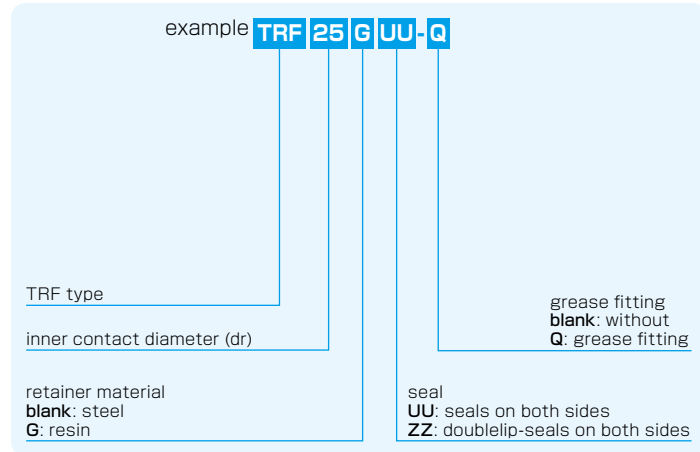 example TRF 25 G UU-Q
TRF type
inner contact diameter (dr)
retainer material
blank: steel
G: resin
grease fitting
blank: without
Q: grease fitting
seal
UU: seals on both sides
ZZ: doublelip-seals on both sides